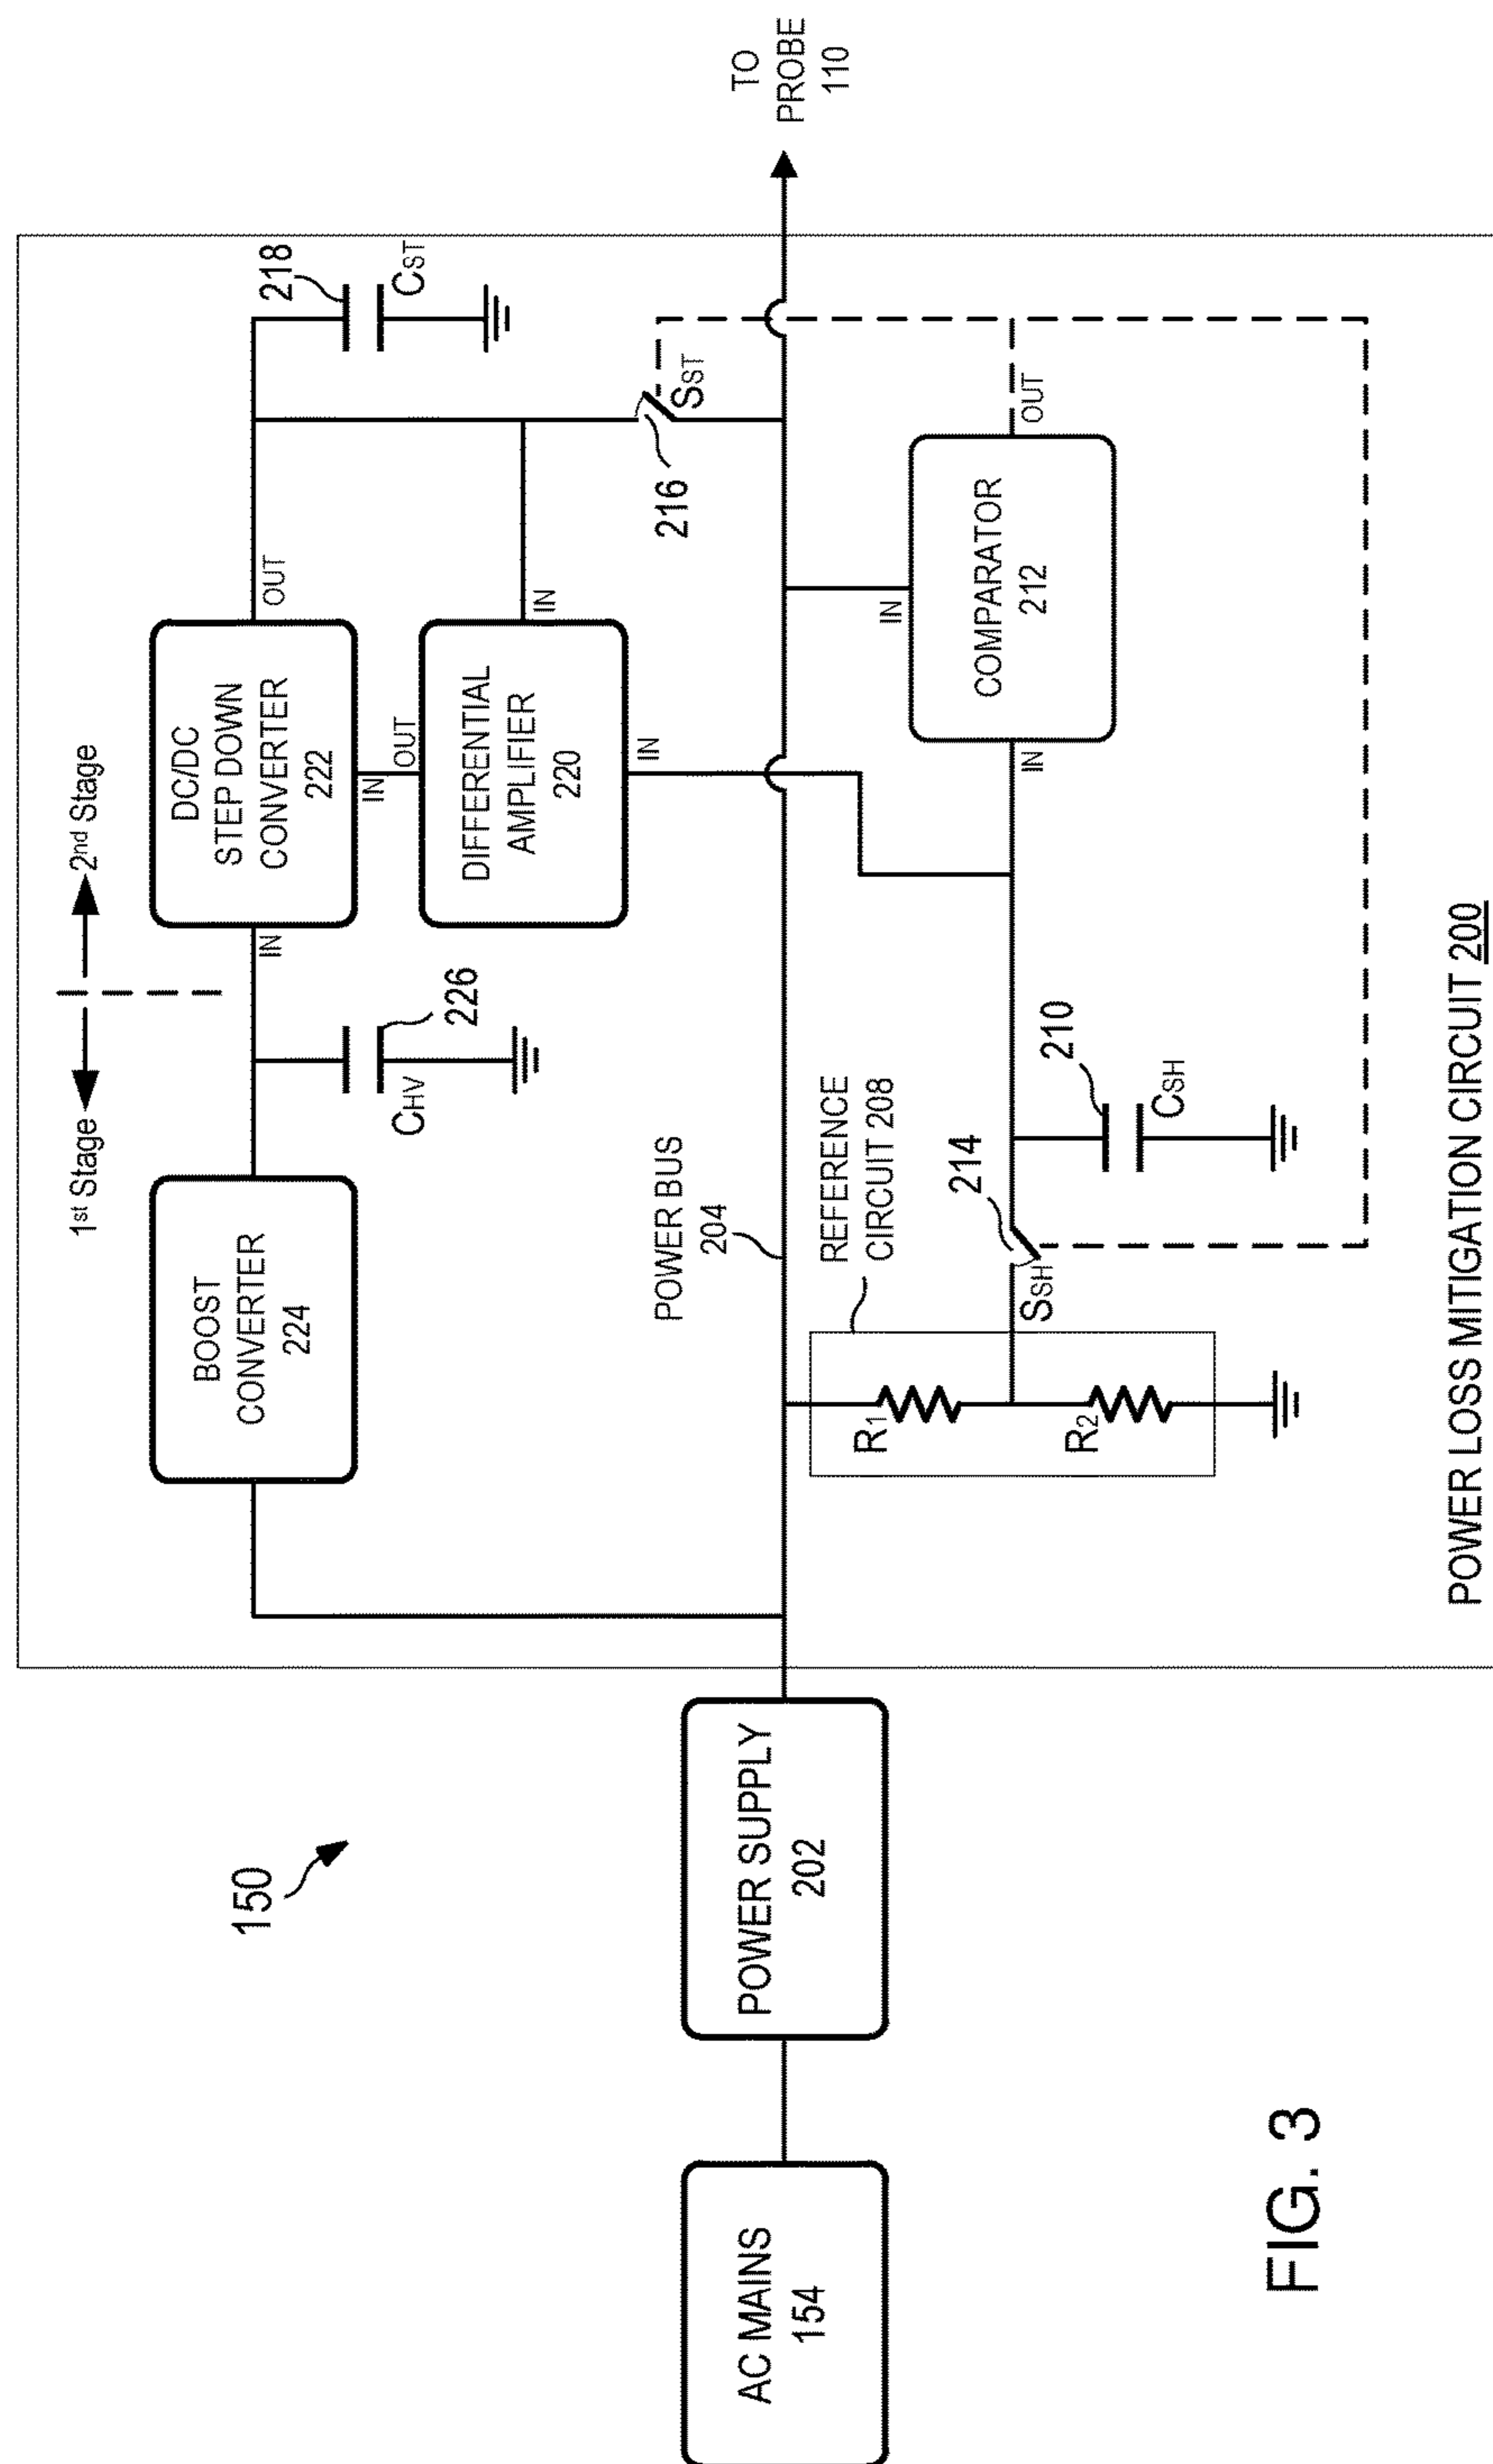 150
AC MAINS
154
POWER SUPPLY
202
1st Stage
2nd Stage
BOOST
CONVERTER
224
CHV
226
IN
DC/DC
STEP DOWN
CONVERTER
222
OUT
IN
OUT
DIFFERENTIAL
AMPLIFIER
220
IN
IN
218
CST
216
SST
POWER BUS
204
TO
PROBE
110
REFERENCE
CIRCUIT 208
R1
R2
SSH
214
210
CSH
IN
IN
COMPARATOR
212
OUT
POWER LOSS MITIGATION CIRCUIT 200
FIG. 3